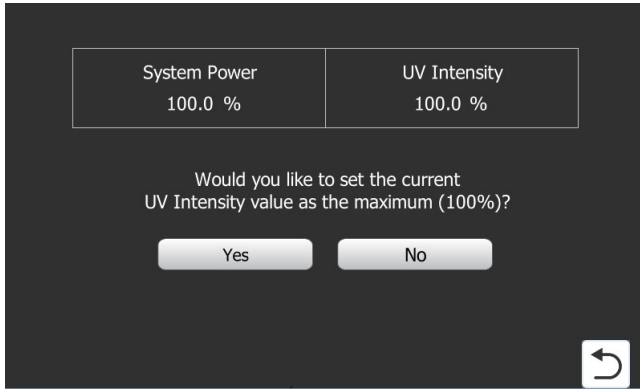 System Power
UV Intensity
100.0 %
100.0 %
Would you like to set the current
UV Intensity value as the maximum (100%)?
Yes
No